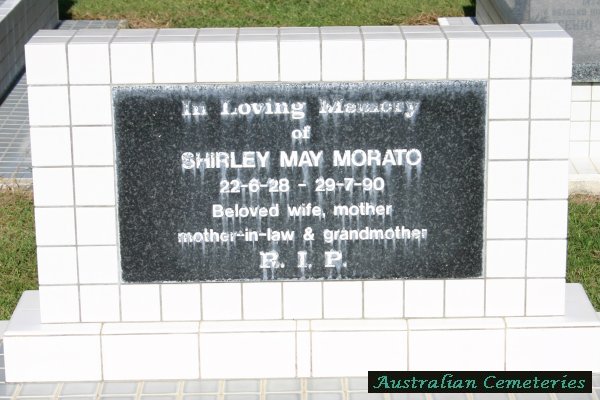 In Loving Memory
of
SHIRLEY MAY MORATO
22-6-28 - 29-7-90
Beloved wife, mother
mother-in-law & grandmother
R. I. P.
Australian Cemeteries